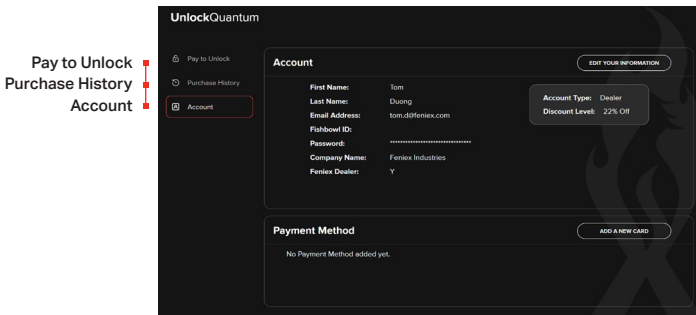 UnlockQuantum
Pay to Unlock
Purchase History
Account
Pay to Unlock
Purchase History
Account
Account
EDIT YOUR INFORMATION
First Name: Tom
Last Name: Duong
Email Address: tom.d@feniex.com
Fishbowl ID:
Password: ********************************
Company Name: Feniex Industries
Feniex Dealer: Y
Account Type: Dealer
Discount Level: 22% Off
Payment Method
ADD A NEW CARD
No Payment Method added yet.